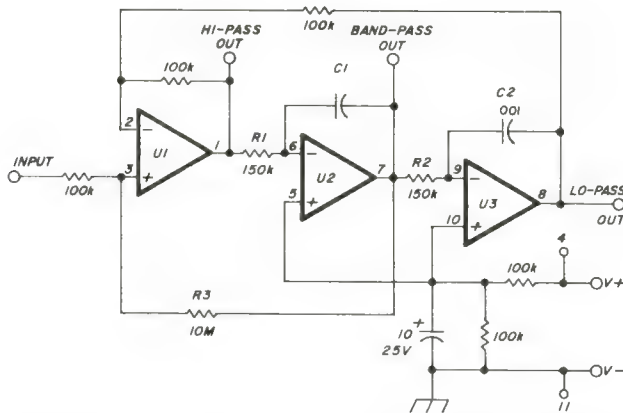 100k
HI-PASS
OUT
BAND-PASS
OUT
100k
C1
C2
001
2
−
U1
1
R1
6
−
U2
7
R2
9
−
U3
8
LO-PASS
OUT
INPUT
3
+
150k
5
+
150k
10
+
100k
4
100k
V+
R3
10M
+
10
25V
100k
V−
11